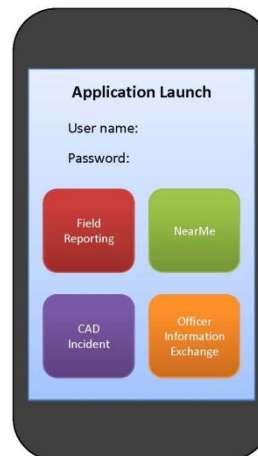 Application Launch
User name:
Password:
Field
Reporting
NearMe
CAD
Incident
Officer
Information
Exchange